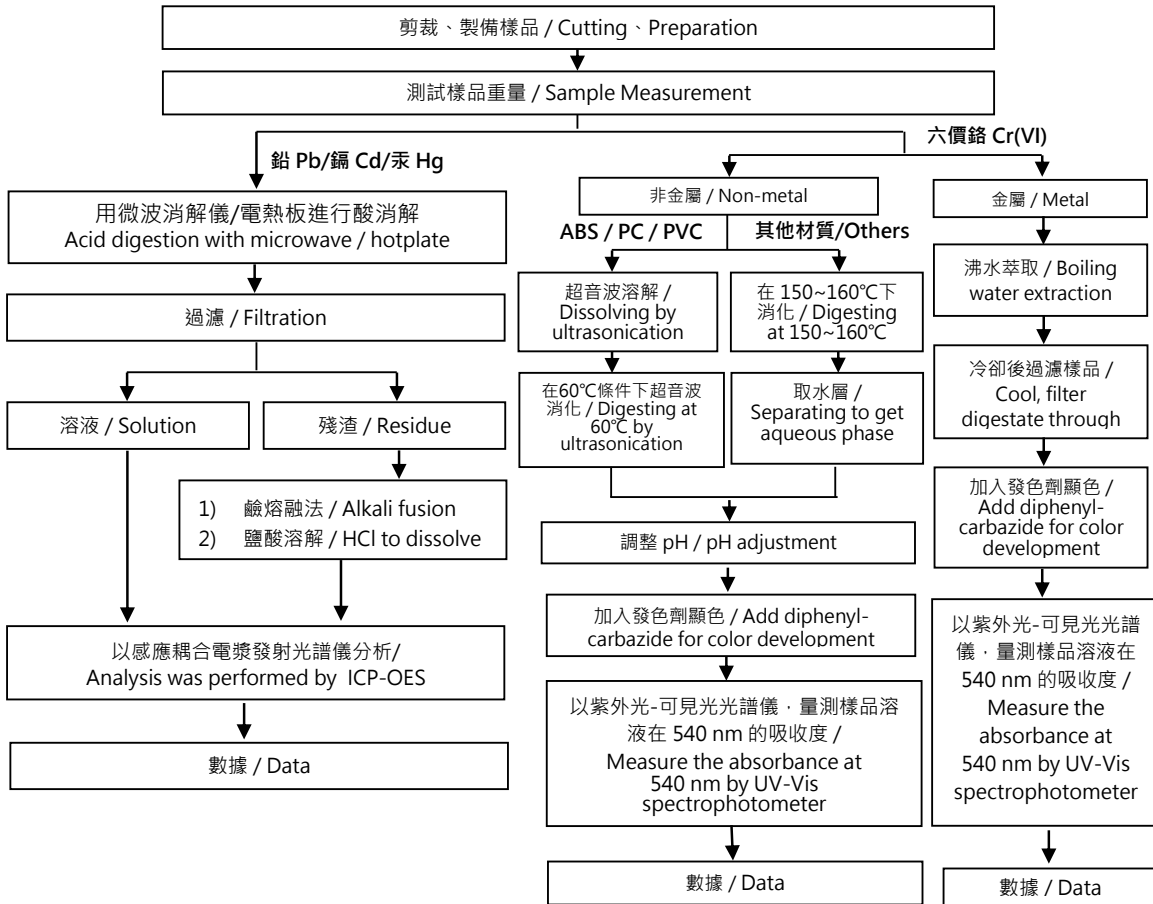 剪裁、製備樣品 / Cutting、Preparation
測試樣品重量 / Sample Measurement
鉛 Pb/鎘 Cd/汞 Hg
六價鉻 Cr(VI)
用微波消解儀/電熱板進行酸消解
Acid digestion with microwave / hotplate
過濾 / Filtration
溶液 / Solution
殘渣 / Residue
1) 鹼熔融法 / Alkali fusion
2) 鹽酸溶解 / HCl to dissolve
以感應耦合電漿發射光譜儀分析/
Analysis was performed by ICP-OES
數據 / Data
非金屬 / Non-metal
ABS / PC / PVC
其他材質/Others
超音波溶解 /
Dissolving by
ultrasonication
在 150~160℃下
消化 / Digesting
at 150~160℃
在60℃條件下超音波
消化 / Digesting at
60℃ by
ultrasonication
取水層 /
Separating to get
aqueous phase
調整 pH / pH adjustment
加入發色劑顯色 / Add diphenyl-
carbazide for color development
以紫外光-可見光光譜儀，量測樣品溶
液在 540 nm 的吸收度 /
Measure the absorbance at
540 nm by UV-Vis
spectrophotometer
數據 / Data
金屬 / Metal
沸水萃取 / Boiling
water extraction
冷卻後過濾樣品 /
Cool, filter
digestate through
加入發色劑顯色 /
Add diphenyl-
carbazide for color
development
以紫外光-可見光光譜
儀，量測樣品溶液在
540 nm 的吸收度 /
Measure the
absorbance at
540 nm by UV-Vis
spectrophotometer
數據 / Data